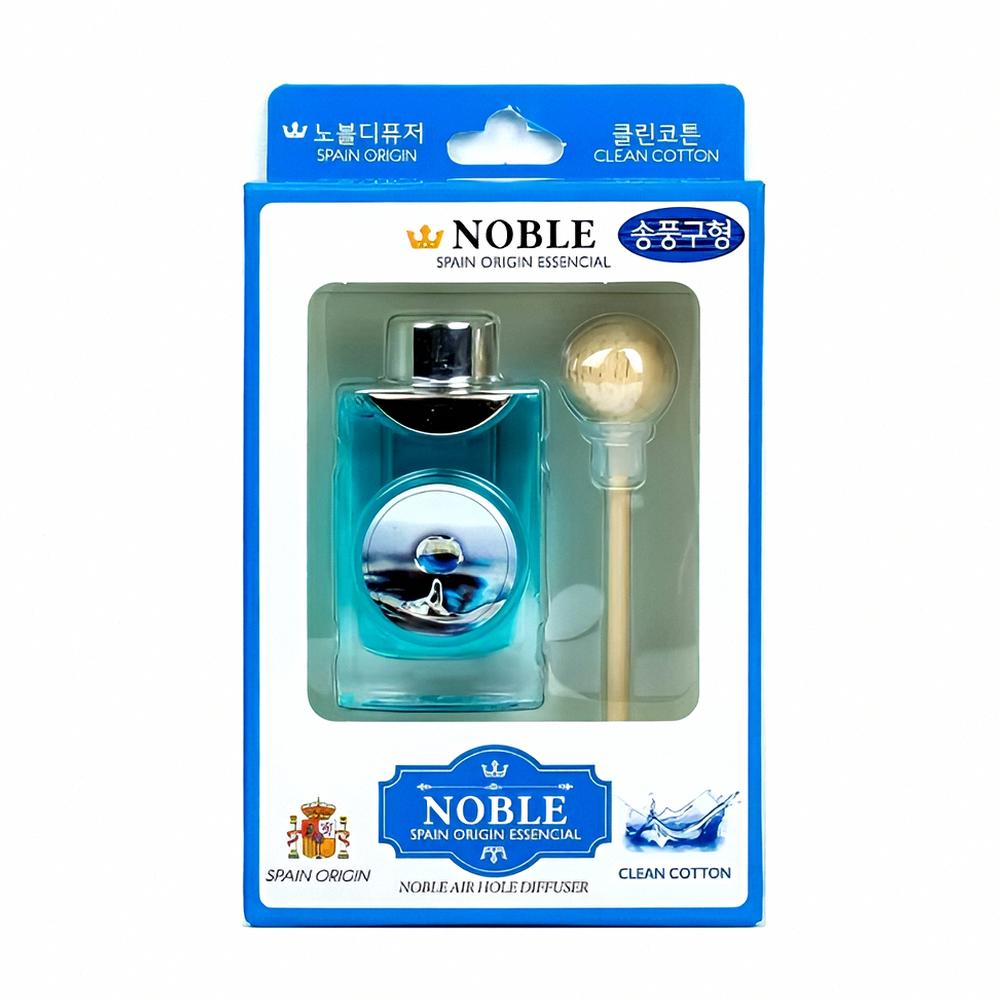 노블디퓨저
SPAIN ORIGIN
클린코튼
CLEAN COTTON
NOBLE
SPAIN ORIGIN ESSENCIAL
송풍구형
NOBLE
SPAIN ORIGIN ESSENCIAL
SPAIN ORIGIN
NOBLE AIR HOLE DIFFUSER
CLEAN COTTON